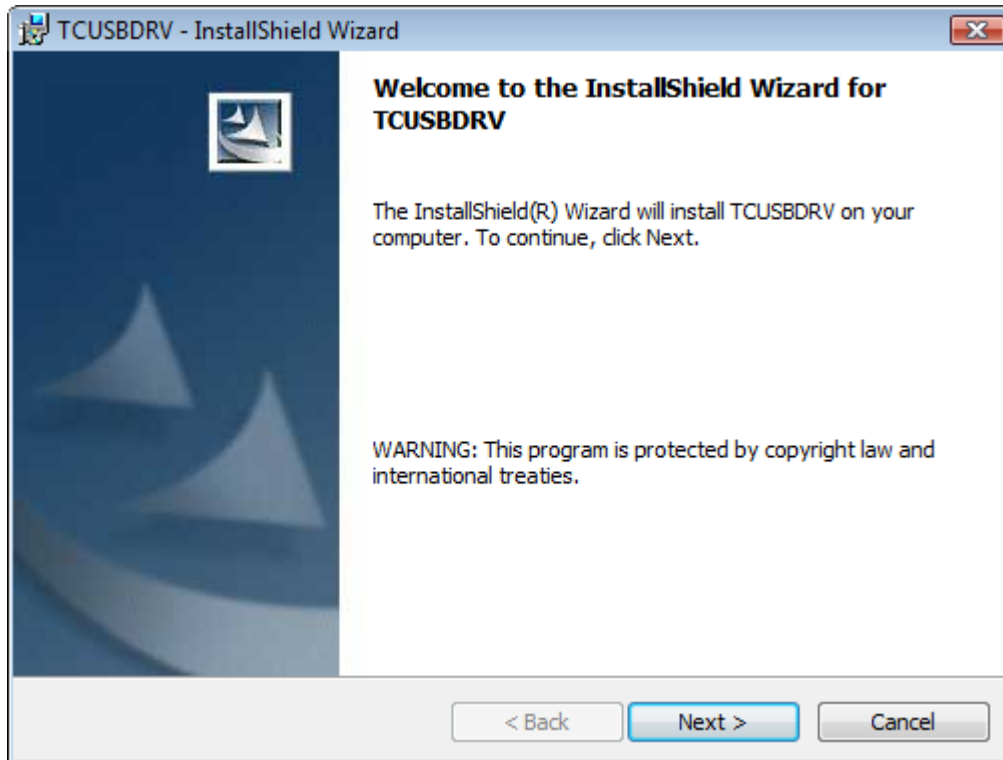 TCUSBDRV - InstallShield Wizard
Welcome to the InstallShield Wizard for
TCUSBDRV
The InstallShield(R) Wizard will install TCUSBDRV on your
computer. To continue, click Next.
WARNING: This program is protected by copyright law and
international treaties.
< Back
Next >
Cancel